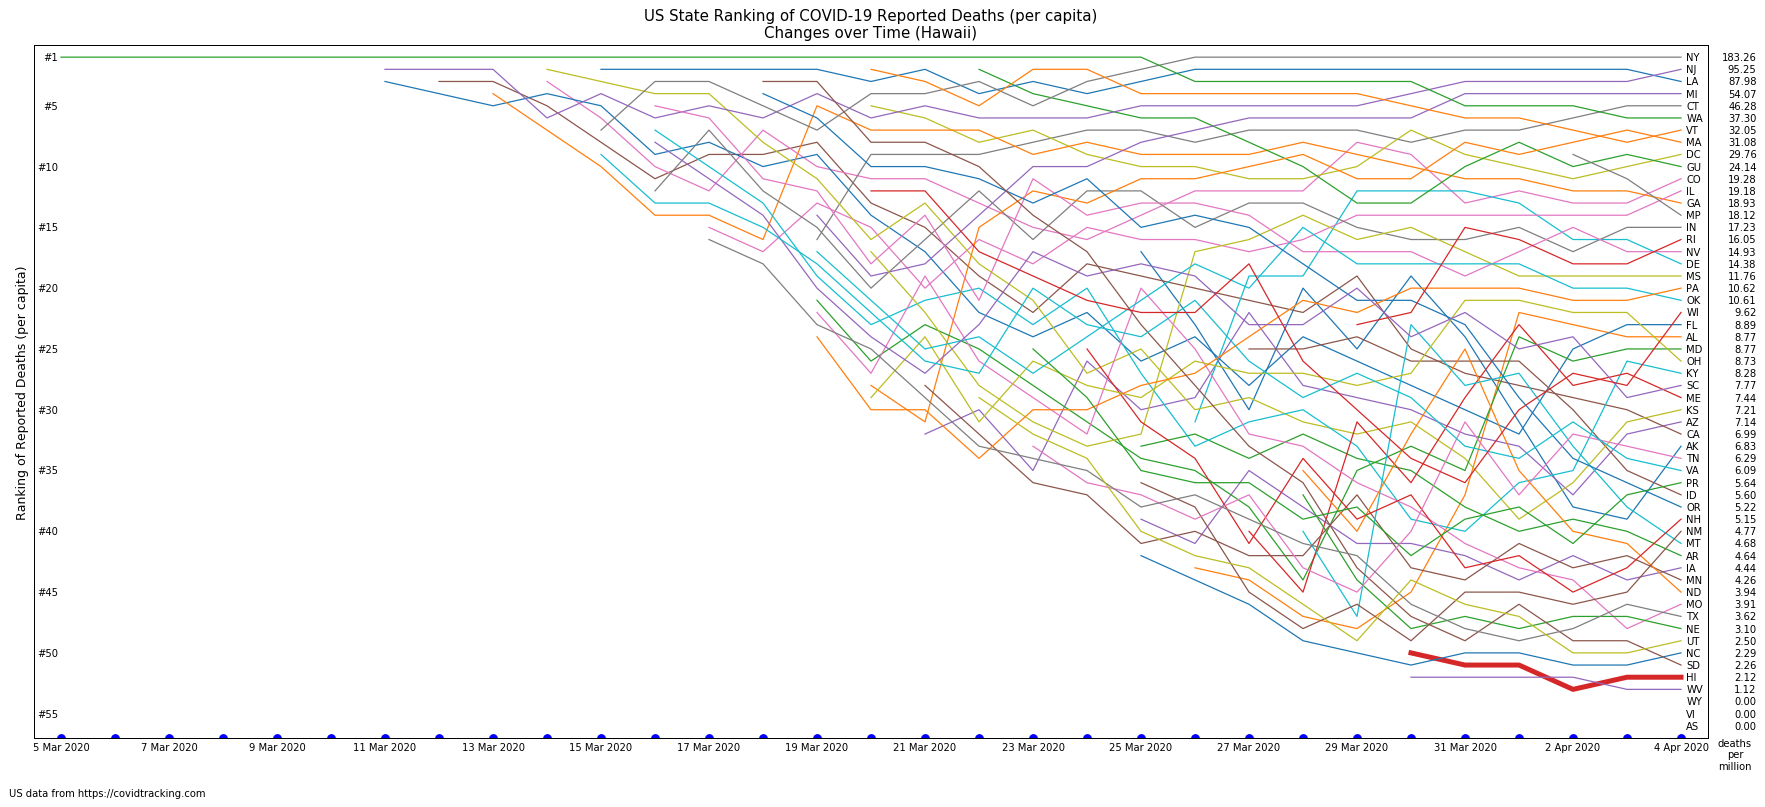 US State Ranking of COVID-19 Reported Deaths (per capita)
Changes over Time (Hawaii)
Ranking of Reported Deaths (per capita)
#1
#5
#10
#15
#20
#25
#30
#35
#40
#45
#50
#55
NY 183.26
NJ 95.25
LA 87.98
MI 54.07
CT 46.28
WA 37.30
VT 32.05
MA 31.08
DC 29.76
GU 24.14
CO 19.28
IL 19.18
GA 18.93
MP 18.12
IN 17.23
RI 16.05
NV 14.93
DE 14.38
MS 11.76
PA 10.62
OK 10.61
WI 9.62
FL 8.89
AL 8.77
MD 8.77
OH 8.73
KY 8.28
SC 7.77
ME 7.44
KS 7.21
AZ 7.14
CA 6.99
AK 6.83
TN 6.29
VA 6.09
PR 5.64
ID 5.60
OR 5.22
NH 5.15
NM 4.77
MT 4.68
AR 4.64
IA 4.44
MN 4.26
ND 3.94
MO 3.91
TX 3.62
NE 3.10
UT 2.50
NC 2.29
SD 2.26
HI 2.12
WV 1.12
WY 0.00
VI 0.00
AS 0.00
5 Mar 2020 7 Mar 2020 9 Mar 2020 11 Mar 2020 13 Mar 2020 15 Mar 2020 17 Mar 2020 19 Mar 2020 21 Mar 2020 23 Mar 2020 25 Mar 2020 27 Mar 2020 29 Mar 2020 31 Mar 2020 2 Apr 2020 4 Apr 2020
deaths
per
million
US data from https://covidtracking.com